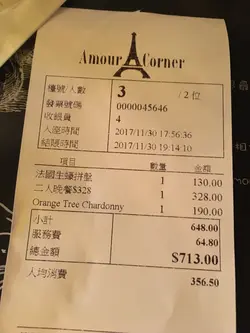 Amour Corner
檯號/人數 3 / 2 位
發票號碼 0000045646
收銀員 4
入座時間 2017/11/30 17:56:36
結賬時間 2017/11/30 19:14:10
項目 數量 金額
法國生蠔拼盤 1 130.00
二人晚餐$328 1 328.00
Orange Tree Chardonny 1 190.00
小計 648.00
服務費 64.80
總金額 $713.00
人均消費 356.50